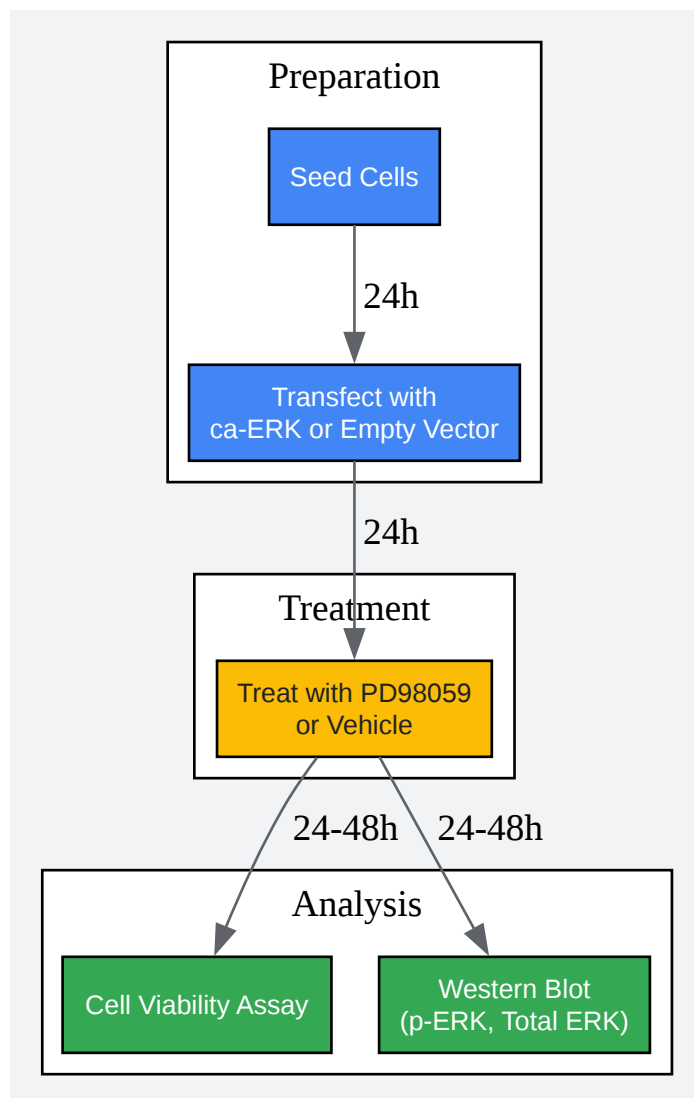 Preparation
Seed Cells
24h
Transfect with
ca-ERK or Empty Vector
24h
Treatment
Treat with PD98059
or Vehicle
24-48h
24-48h
Analysis
Cell Viability Assay
Western Blot
(p-ERK, Total ERK)